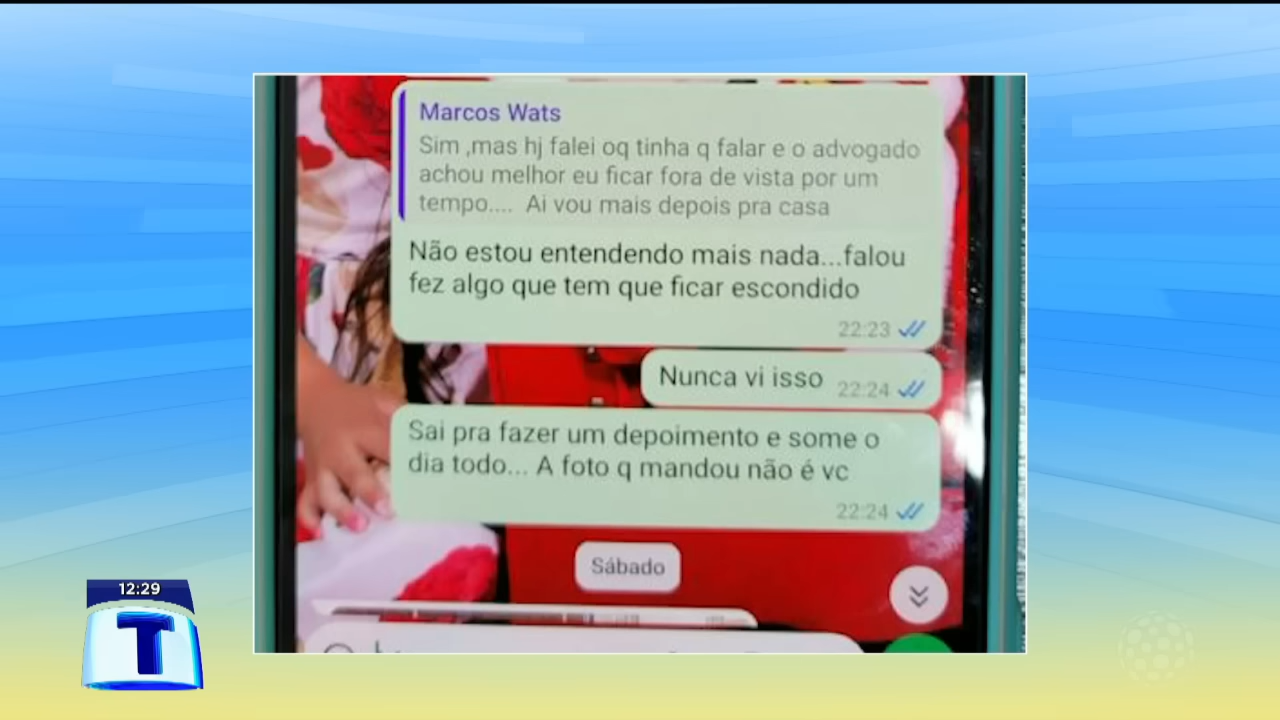 Marcos Wats
Sim ,mas hj falei oq tinha q falar e o advogado
achou melhor eu ficar fora de vista por um
tempo.... Ai vou mais depois pra casa
Não estou entendendo mais nada...falou
fez algo que tem que ficar escondido
22:23
Nunca vi isso 22:24
Sai pra fazer um depoimento e some o
dia todo... A foto q mandou não é vc
22:24
Sábado
12:29
T